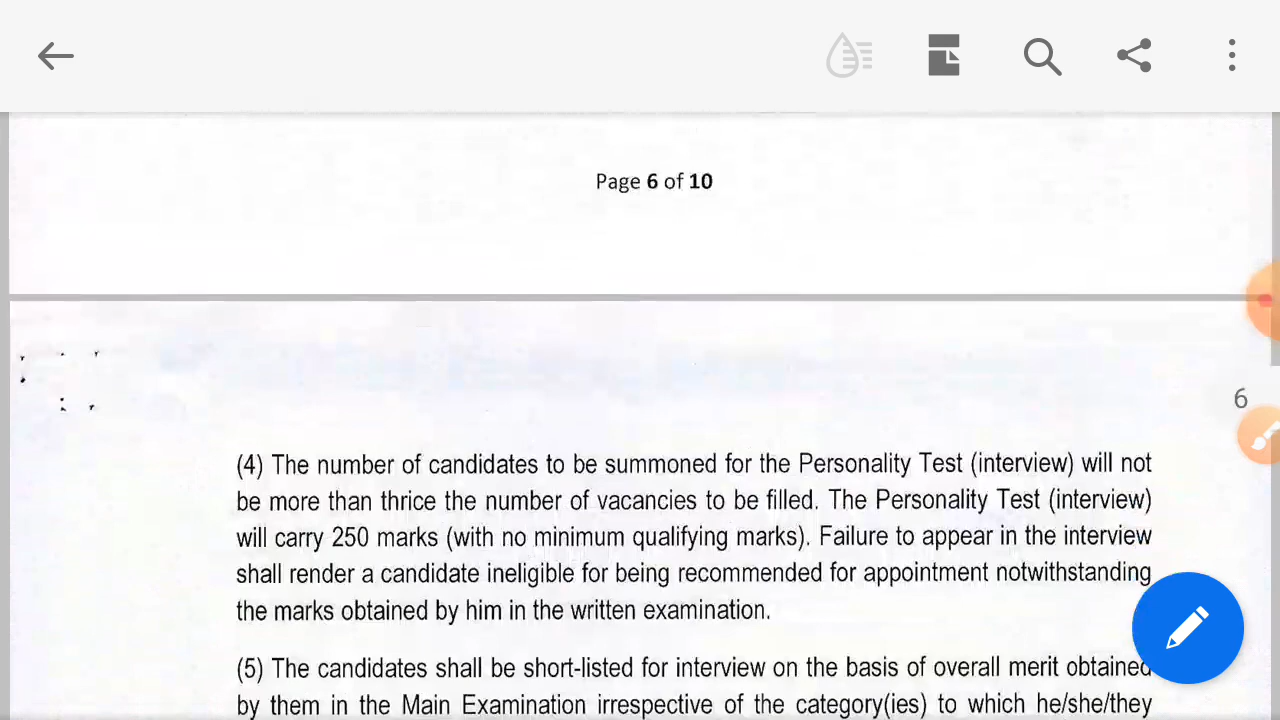 Page 6 of 10
6
(4) The number of candidates to be summoned for the Personality Test (interview) will not
be more than thrice the number of vacancies to be filled. The Personality Test (interview)
will carry 250 marks (with no minimum qualifying marks). Failure to appear in the interview
shall render a candidate ineligible for being recommended for appointment notwithstanding
the marks obtained by him in the written examination.
(5) The candidates shall be short-listed for interview on the basis of overall merit obtained
by them in the Main Examination irrespective of the category(ies) to which he/she/they